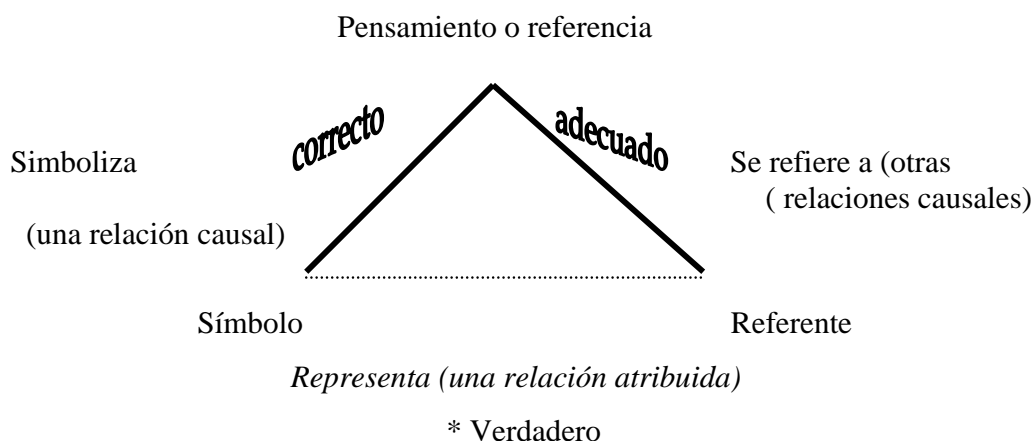 Pensamiento o referencia
correcto
adecuado
Simboliza
Se refiere a (otras
( relaciones causales)
(una relación causal)
Símbolo
Referente
Representa (una relación atribuida)
* Verdadero